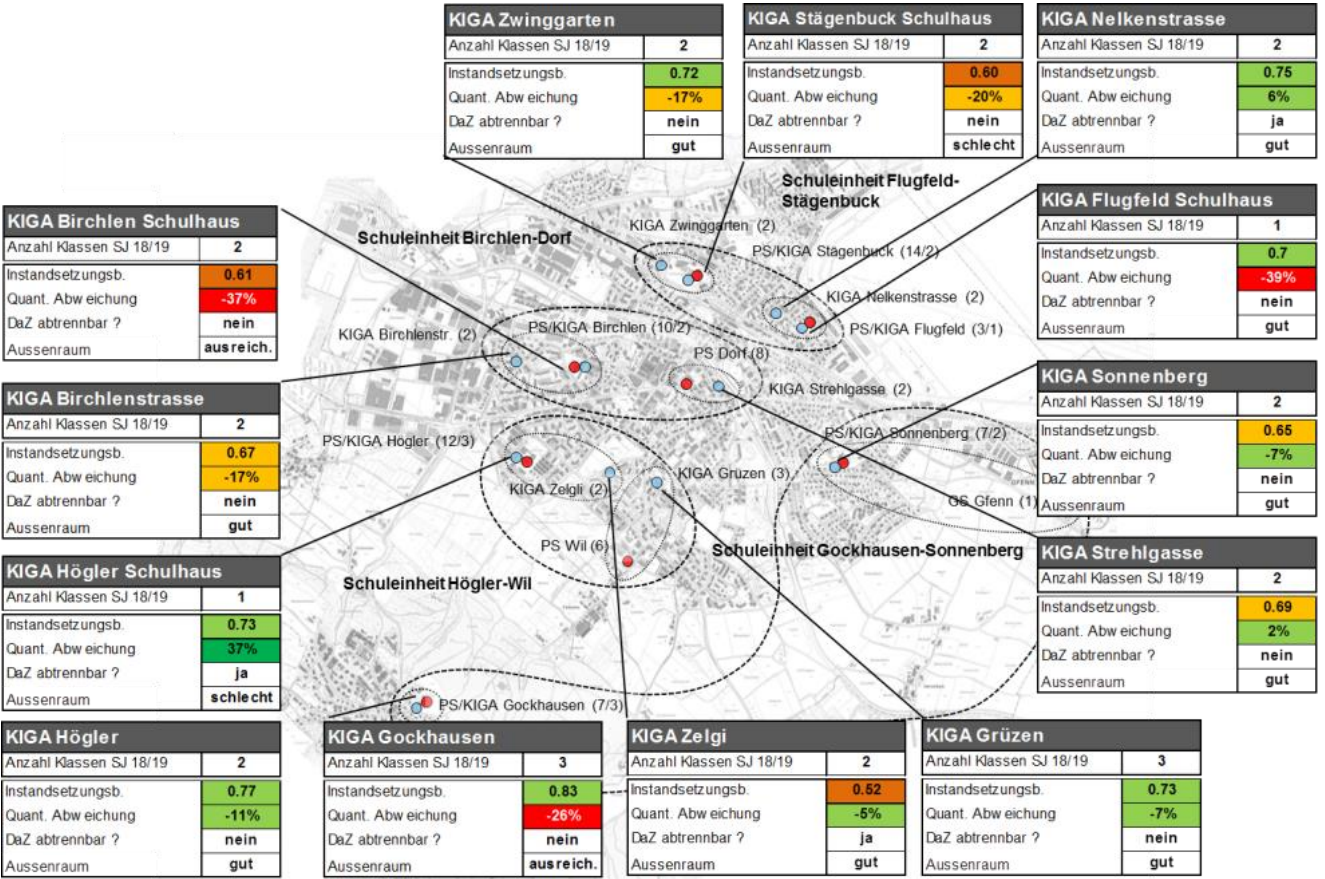 KIGA Zwinggarten
Anzahl Klassen SJ 18/19 2
Instandsetzungsb. 0.72
Quant. Abw eichung -17%
DaZ abtrennbar ? nein
Aussenraum gut
KIGA Stägenbuck Schulhaus
Anzahl Klassen SJ 18/19 2
Instandsetzungsb. 0.60
Quant. Abw eichung -20%
DaZ abtrennbar ? nein
Aussenraum schlecht
KIGA Nelkenstrasse
Anzahl Klassen SJ 18/19 2
Instandsetzungsb. 0.75
Quant. Abw eichung 6%
DaZ abtrennbar ? ja
Aussenraum gut
KIGA Birchlen Schulhaus
Anzahl Klassen SJ 18/19 2
Instandsetzungsb. 0.61
Quant. Abw eichung -37%
DaZ abtrennbar ? nein
Aussenraum ausreich.
KIGA Flugfeld Schulhaus
Anzahl Klassen SJ 18/19 1
Instandsetzungsb. 0.7
Quant. Abw eichung -39%
DaZ abtrennbar ? nein
Aussenraum gut
Schuleinheit Flugfeld-
Stägenbuck
Schuleinheit Birchlen-Dorf
KIGA Zwinggarten (2)
PS/KIGA Stägenbuck (14/2)
KIGA Nelkenstrasse (2)
PS/KIGA Flugfeld (3/1)
KIGA Birchlenstr. (2)
PS/KIGA Birchlen (10/2)
PS Dorf (8)
KIGA Strehlgasse (2)
PS/KIGA Högler (12/3)
PS/KIGA Sonnenberg (7/2)
KIGA Zelgli (2)
KIGA Grüzen (3)
GS Gfenn (1)
GFENN
PS Wil (6)
Schuleinheit Gockhausen-Sonnenberg
Schuleinheit Högler-Wil
PS/KIGA Gockhausen (7/3)
KIGA Birchlenstrasse
Anzahl Klassen SJ 18/19 2
Instandsetzungsb. 0.67
Quant. Abw eichung -17%
DaZ abtrennbar ? nein
Aussenraum gut
KIGA Sonnenberg
Anzahl Klassen SJ 18/19 2
Instandsetzungsb. 0.65
Quant. Abw eichung -7%
DaZ abtrennbar ? nein
Aussenraum gut
KIGA Högler Schulhaus
Anzahl Klassen SJ 18/19 1
Instandsetzungsb. 0.73
Quant. Abw eichung 37%
DaZ abtrennbar ? ja
Aussenraum schlecht
KIGA Strehlgasse
Anzahl Klassen SJ 18/19 2
Instandsetzungsb. 0.69
Quant. Abw eichung 2%
DaZ abtrennbar ? nein
Aussenraum gut
KIGA Högler
Anzahl Klassen SJ 18/19 2
Instandsetzungsb. 0.77
Quant. Abw eichung -11%
DaZ abtrennbar ? nein
Aussenraum gut
KIGA Gockhausen
Anzahl Klassen SJ 18/19 3
Instandsetzungsb. 0.83
Quant. Abw eichung -26%
DaZ abtrennbar ? nein
Aussenraum ausreich.
KIGA Zelgi
Anzahl Klassen SJ 18/19 2
Instandsetzungsb. 0.52
Quant. Abw eichung -5%
DaZ abtrennbar ? ja
Aussenraum gut
KIGA Grüzen
Anzahl Klassen SJ 18/19 3
Instandsetzungsb. 0.73
Quant. Abw eichung -7%
DaZ abtrennbar ? nein
Aussenraum gut